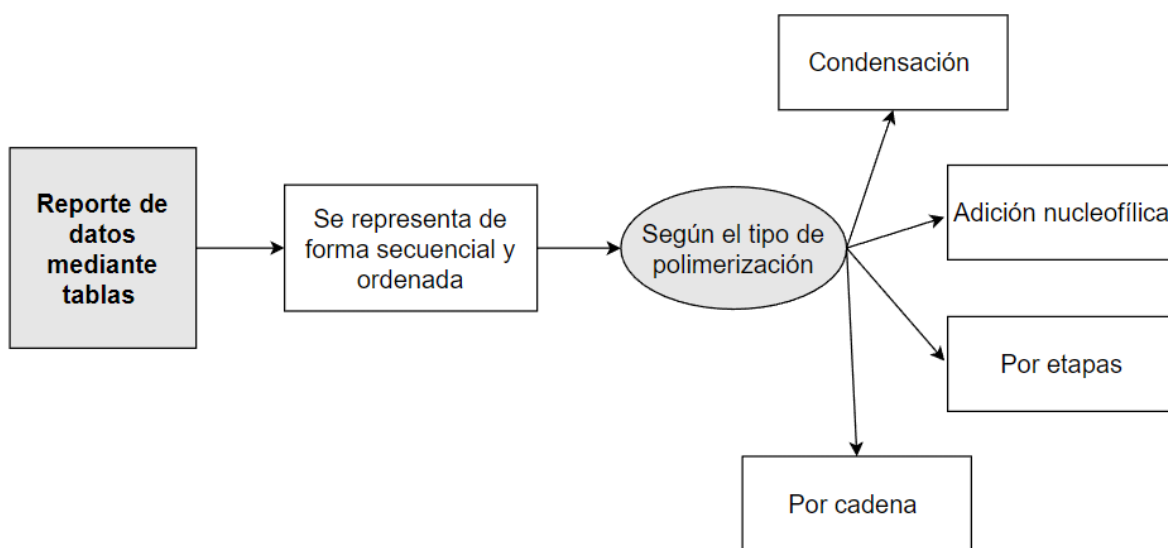 Condensación
Reporte de
datos
mediante
tablas
Se representa de
forma secuencial y
ordenada
Según el tipo de
polimerización
Adición nucleofílica
Por etapas
Por cadena